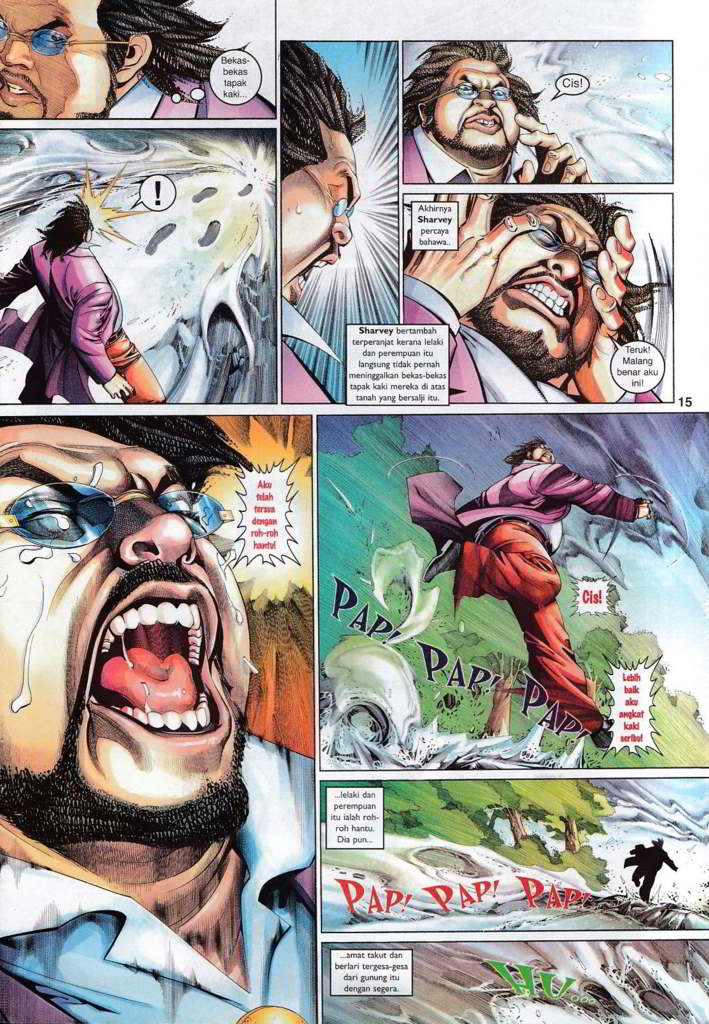 Bekas-
bekas
tapak
kaki...
!
Sharvey bertambah
terperanjat kerana lelaki
dan perempuan itu
langsung tidak pernah
meninggalkan bekas-bekas
tapak kaki mereka di atas
tanah yang bersalji itu.
Cis!
Akhirnya
Sharvey
percaya
bahawa..
Teruk!
Malang
benar aku
ini!
15
Aku
telah
tersua
dengan
roh-roh
hantu!
Cis!
PAP! PAP! PAP!
Lebih
baik
aku
angkat
kaki
seribu!
...lelaki dan
perempuan
itu ialah roh-
roh hantu.
Dia pun...
PAP! PAP! PAP!
...amat takut dan
berlari tergesa-gesa
dari gunung itu
dengan segera.
HU...